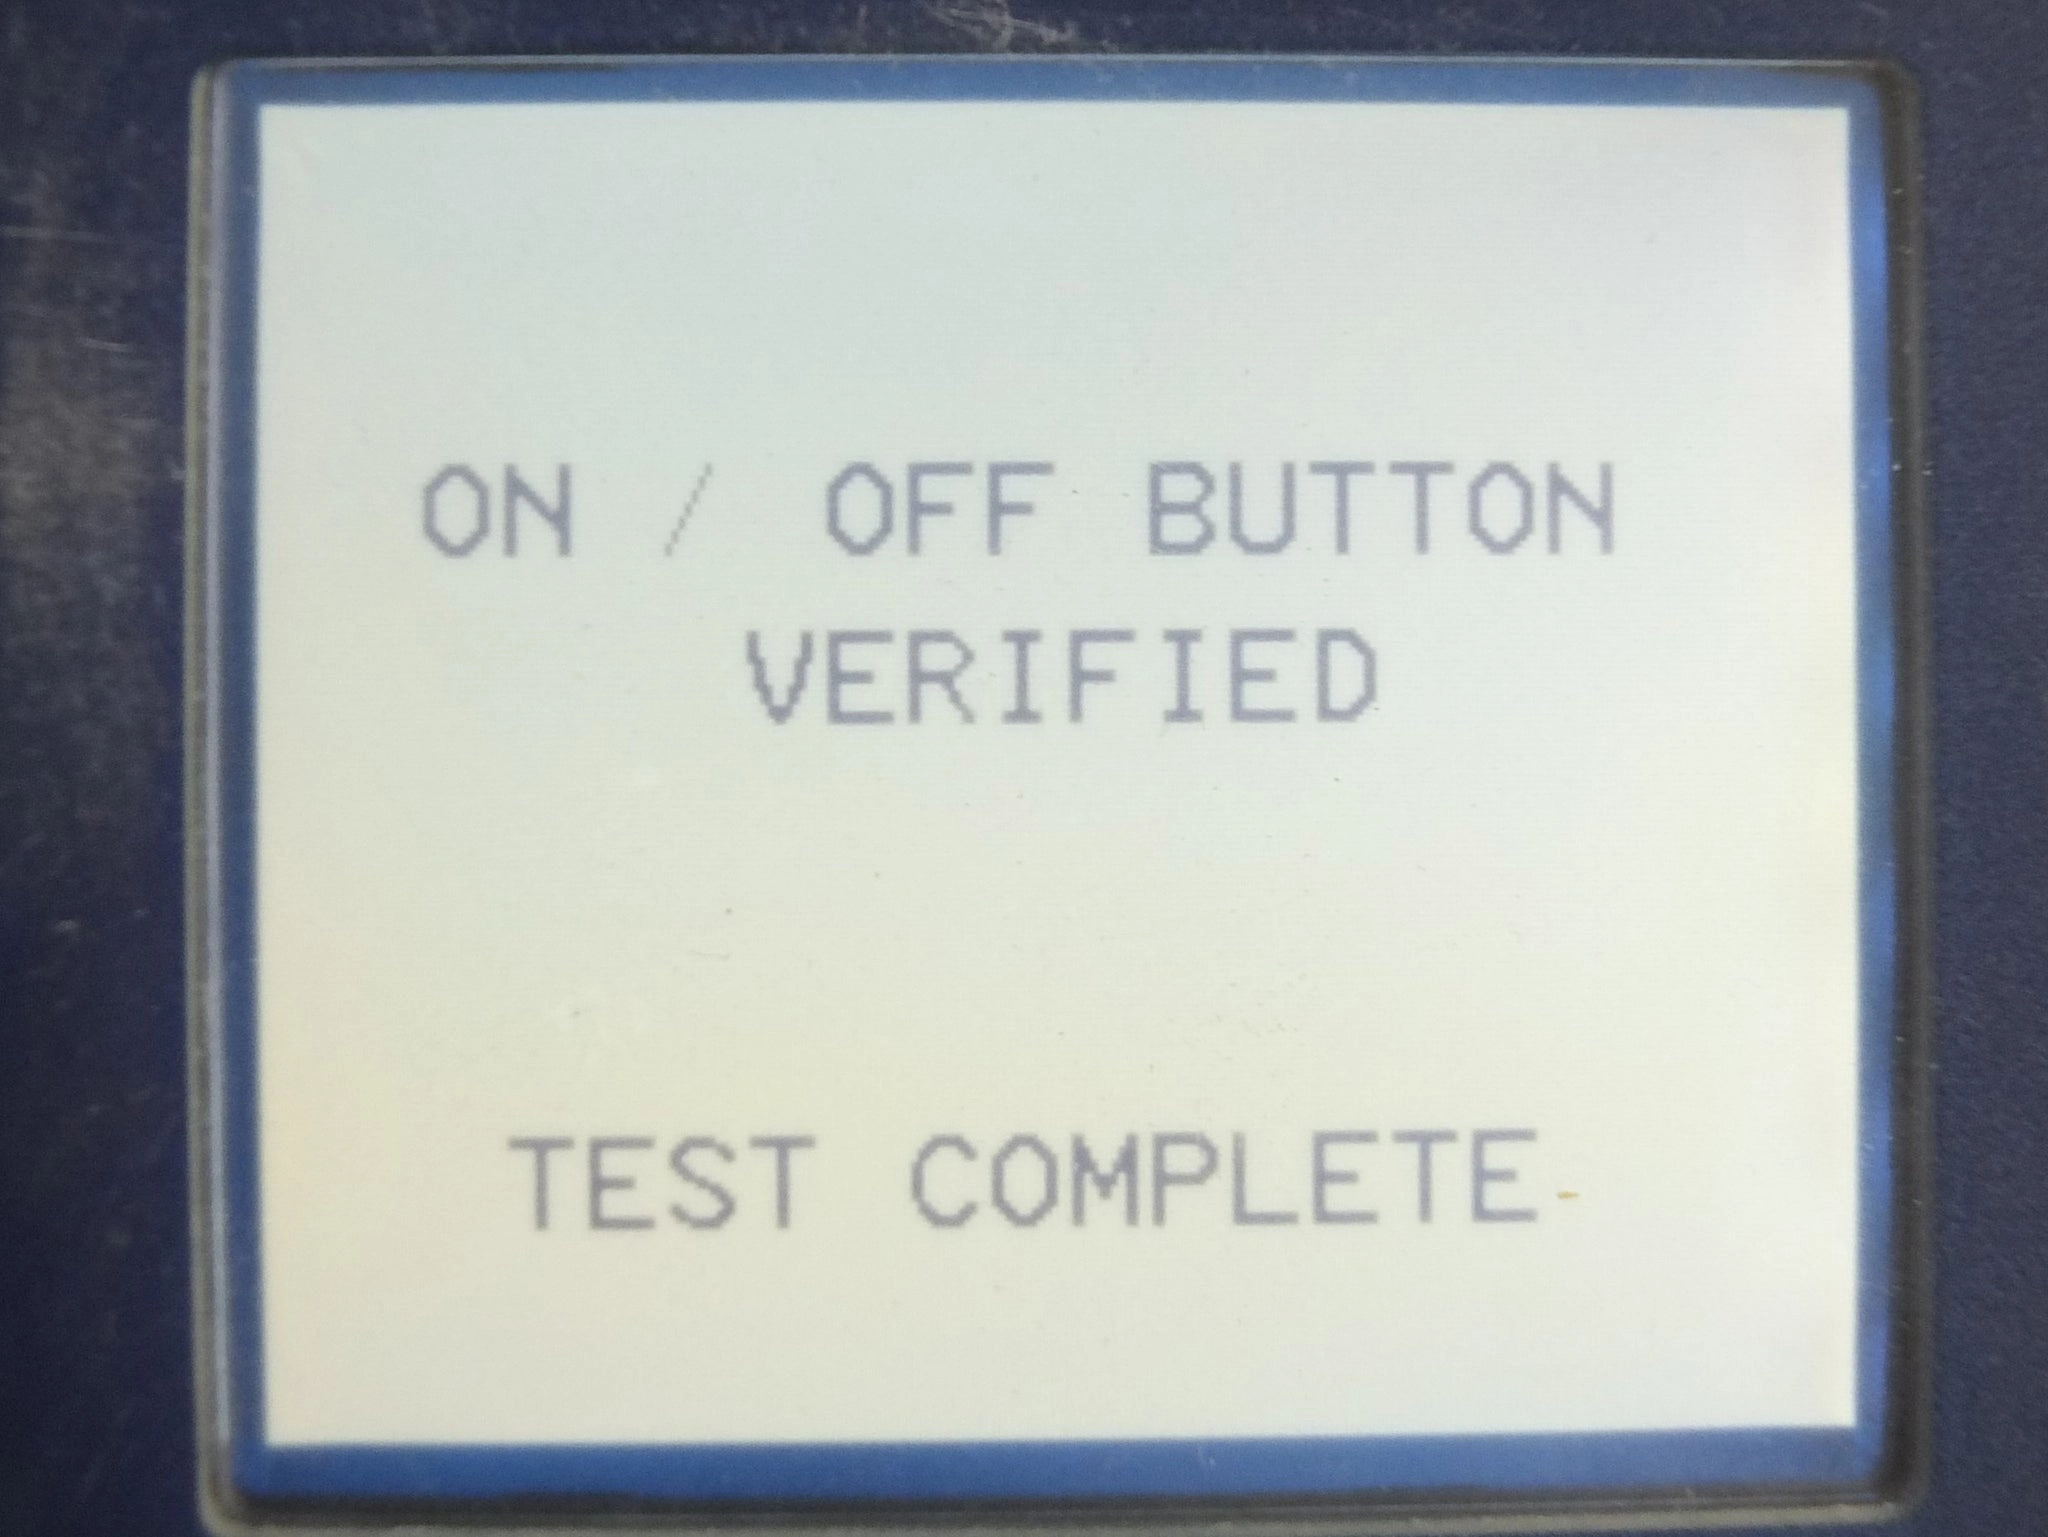 ON / OFF BUTTON
VERIFIED
TEST COMPLETE